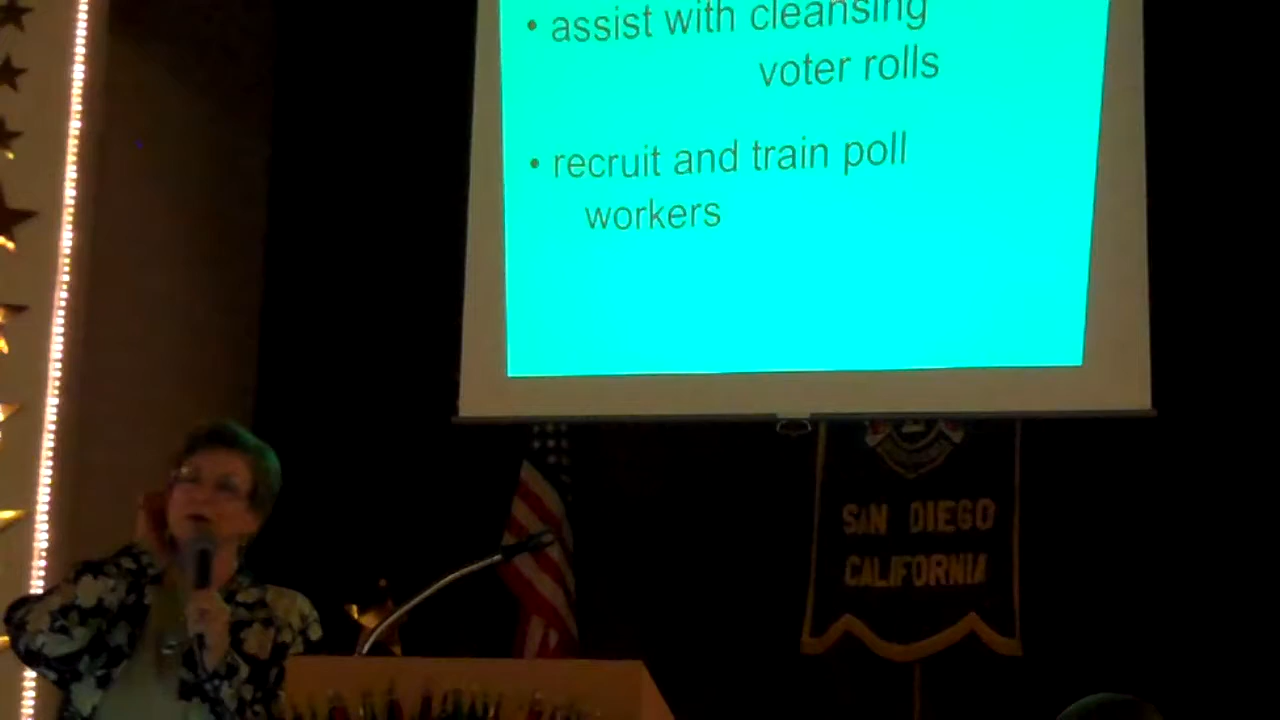 • assist with cleansing
voter rolls
• recruit and train poll
workers
SAN DIEGO
CALIFORNIA